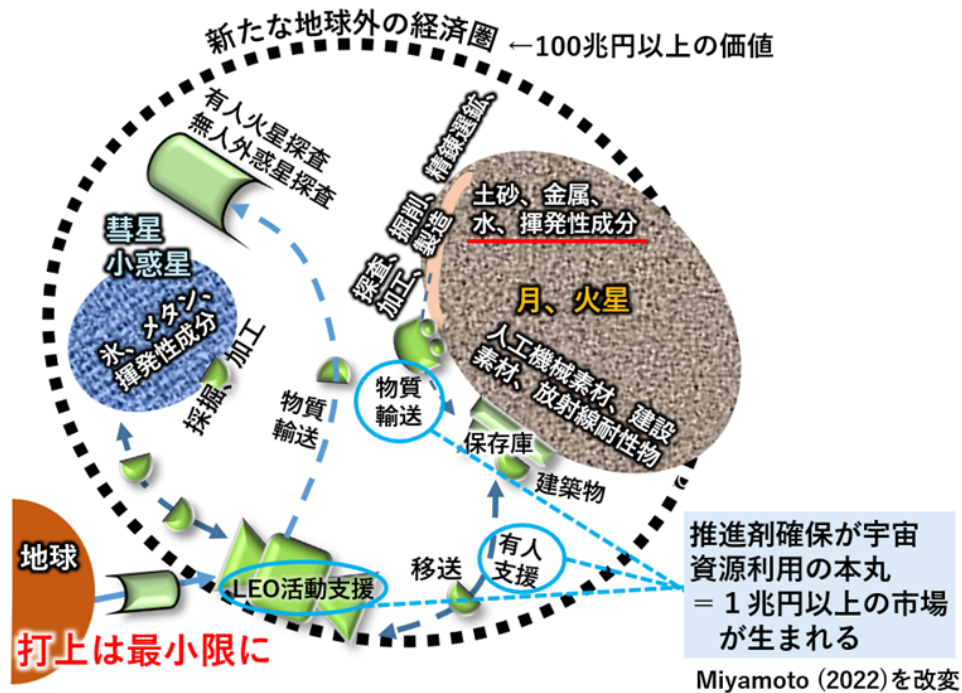 新たな地球外の経済圏
←100兆円以上の価値
有人火星探査
無人外惑星探査
探査、掘削、精錬選鉱、
加工、製造
土砂、金属、
水、揮発性成分
彗星
小惑星
氷、メタン、
揮発性成分
採掘、加工
月、火星
人工機械素材、建設
素材、放射線耐性物
物質
輸送
物質
輸送
保存庫
建築物
地球
LEO活動支援
移送
有人
支援
打上は最小限に
推進剤確保が宇宙
資源利用の本丸
＝１兆円以上の市場
が生まれる
Miyamoto (2022)を改変